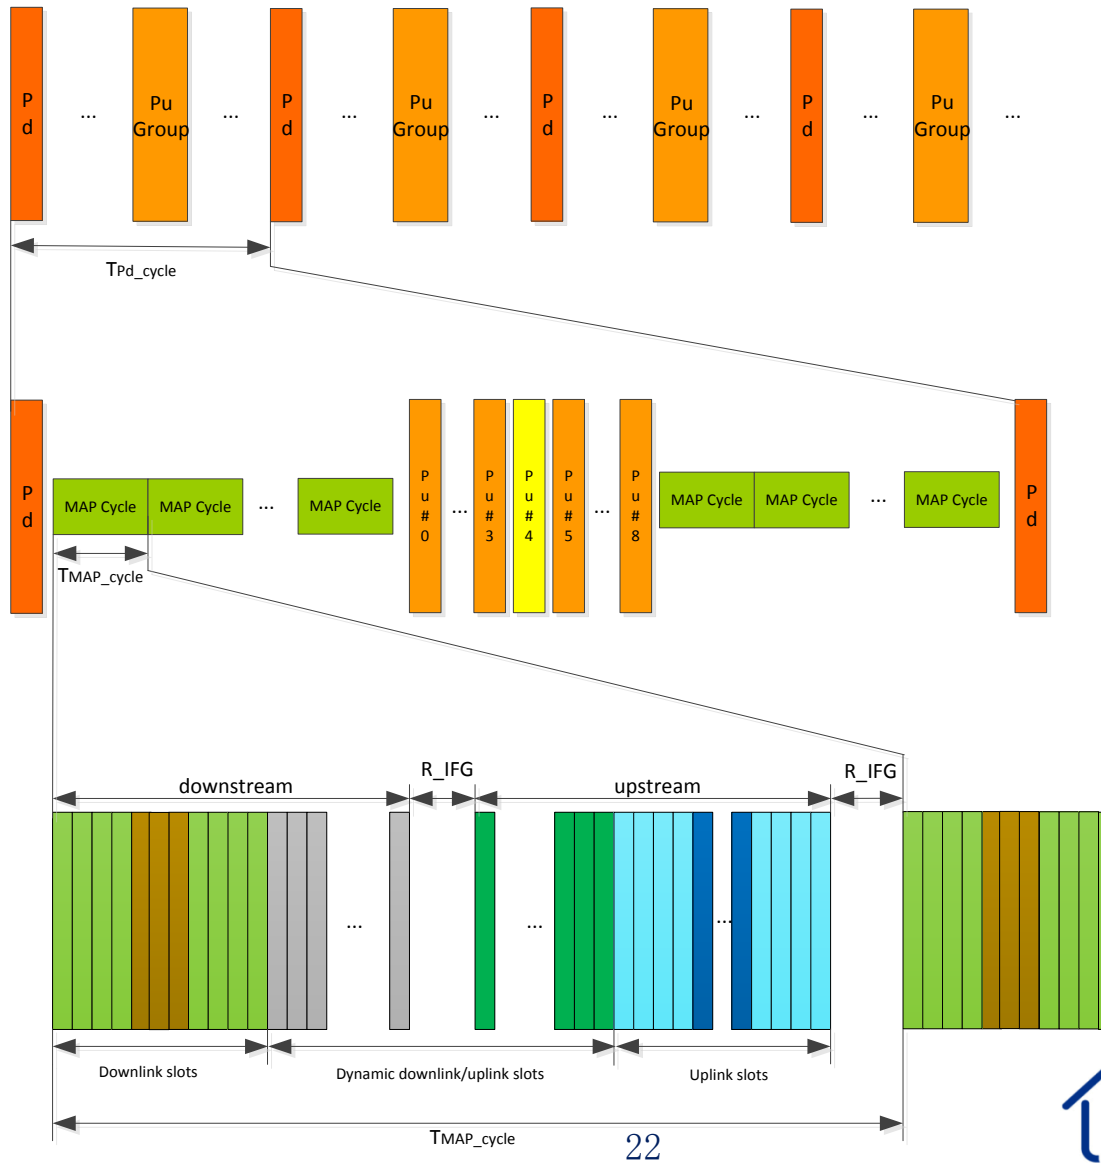 P
d
...
Pu
Group
...
P
d
...
Pu
Group
...
P
d
...
Pu
Group
...
P
d
...
Pu
Group
...
TPd_cycle
P
d
MAP Cycle
MAP Cycle
...
MAP Cycle
P
u
#
0
...
P
u
#
3
P
u
#
4
P
u
#
5
...
P
u
#
8
MAP Cycle
MAP Cycle
...
MAP Cycle
P
d
TMAP_cycle
downstream
R_IFG
upstream
R_IFG
...
...
...
Downlink slots
Dynamic downlink/uplink slots
Uplink slots
TMAP_cycle
22